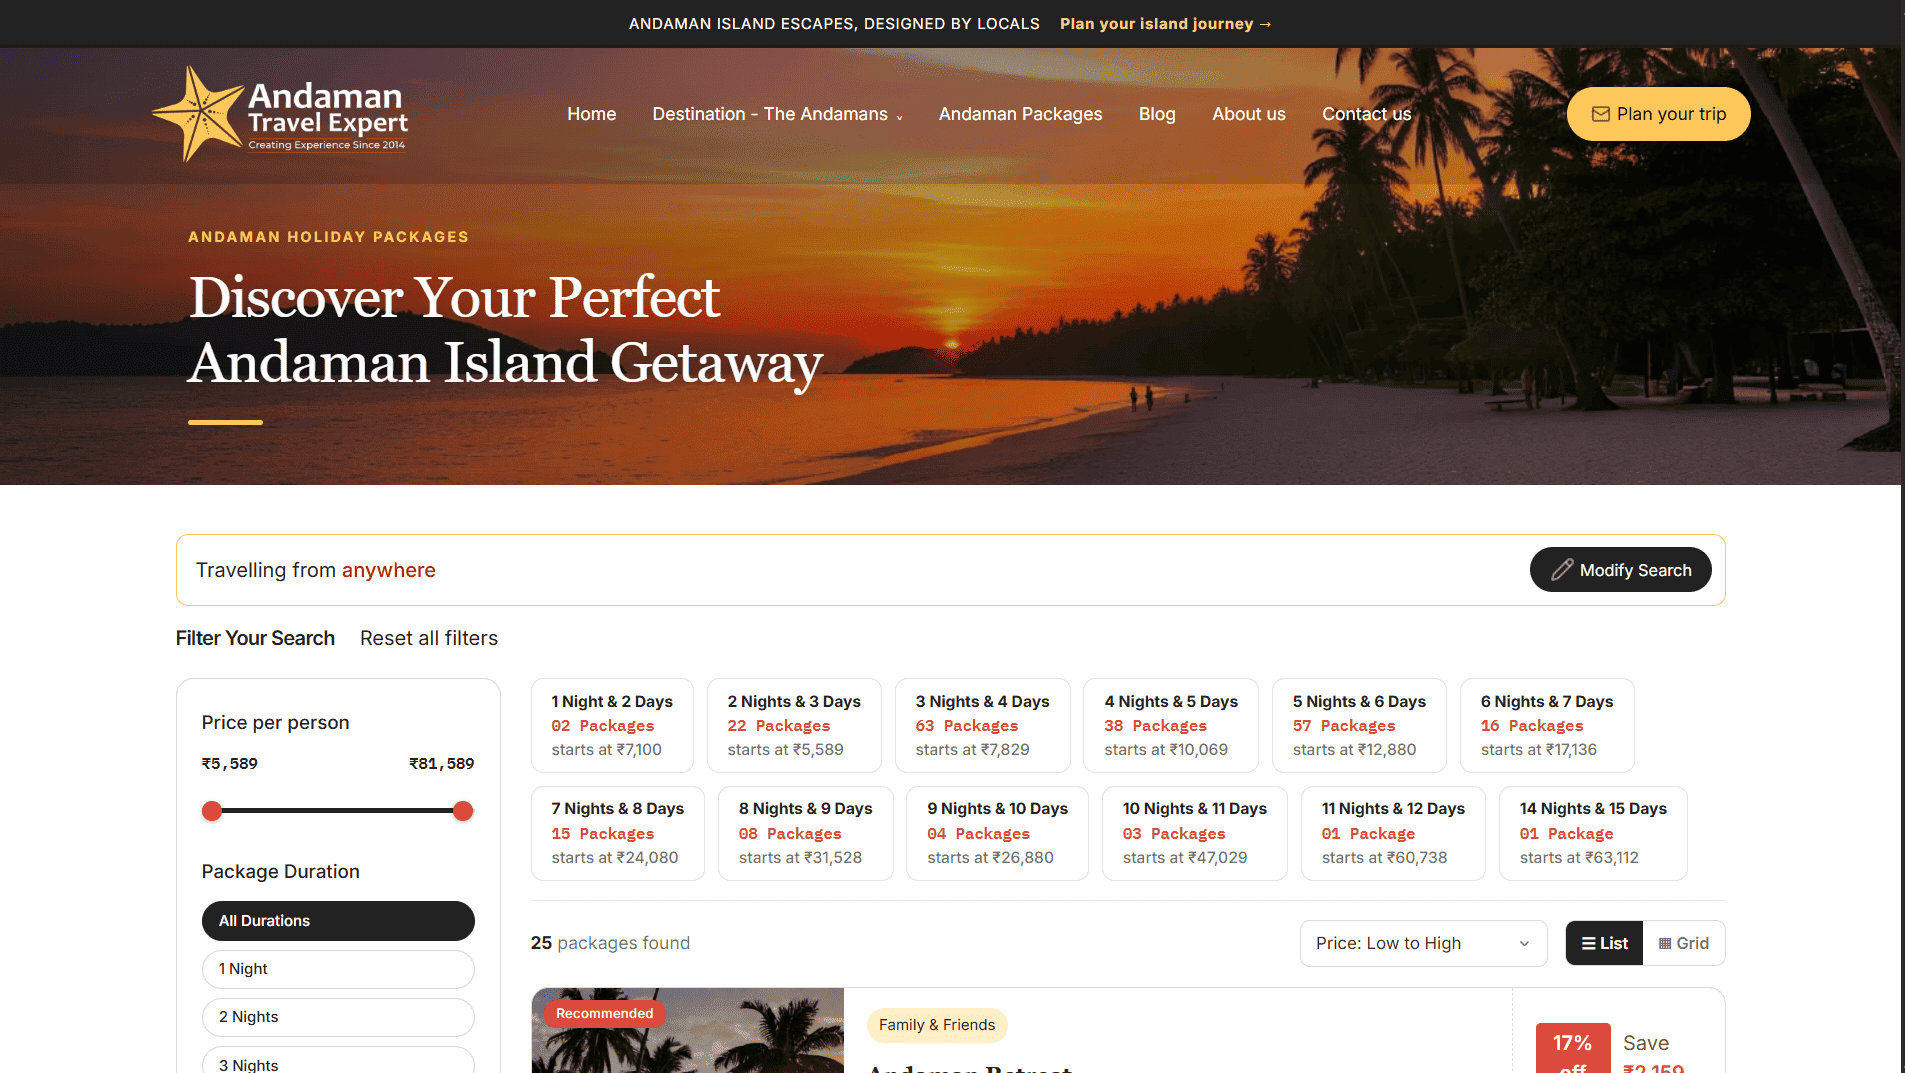 ANDAMAN ISLAND ESCAPES, DESIGNED BY LOCALS Plan your island journey →
Andaman
Travel Expert
Creating Experience Since 2014
Home Destination - The Andamans Andaman Packages Blog About us Contact us
Plan your trip
ANDAMAN HOLIDAY PACKAGES
Discover Your Perfect
Andaman Island Getaway
Travelling from anywhere
Modify Search
Filter Your Search Reset all filters
Price per person
₹5,589 ₹81,589
Package Duration
All Durations
1 Night
2 Nights
3 Nights
1 Night & 2 Days
02 Packages
starts at ₹7,100
2 Nights & 3 Days
22 Packages
starts at ₹5,589
3 Nights & 4 Days
63 Packages
starts at ₹7,829
4 Nights & 5 Days
38 Packages
starts at ₹10,069
5 Nights & 6 Days
57 Packages
starts at ₹12,880
6 Nights & 7 Days
16 Packages
starts at ₹17,136
7 Nights & 8 Days
15 Packages
starts at ₹24,080
8 Nights & 9 Days
08 Packages
starts at ₹31,528
9 Nights & 10 Days
04 Packages
starts at ₹26,880
10 Nights & 11 Days
03 Packages
starts at ₹47,029
11 Nights & 12 Days
01 Package
starts at ₹60,738
14 Nights & 15 Days
01 Package
starts at ₹63,112
25 packages found
Price: Low to High
List Grid
Recommended
Family & Friends
Andaman Retreat
17%
off
Save
₹2,159